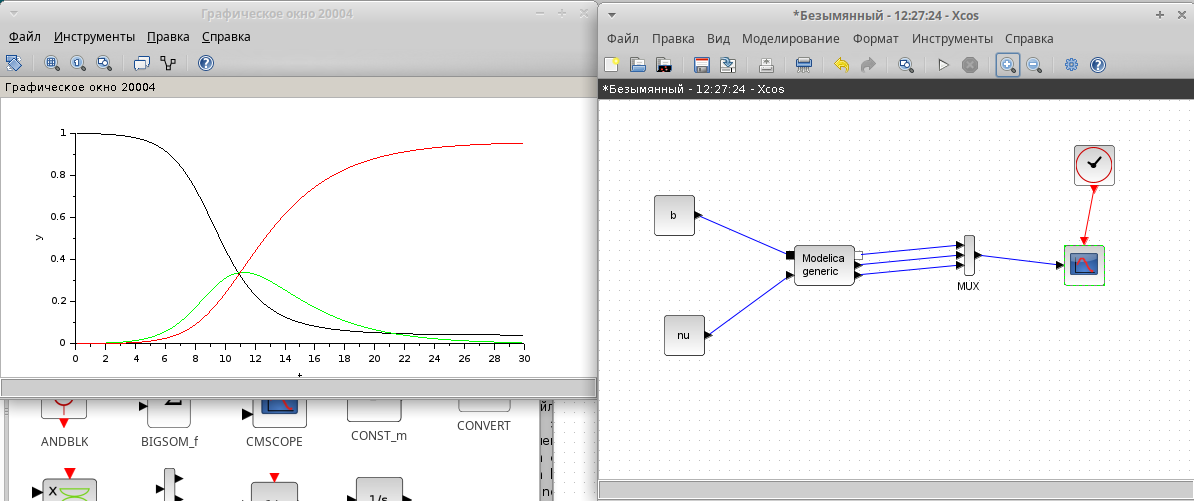 Графическое окно 20004
Файл Инструменты Правка Справка
Графическое окно 20004
1
0.8
0.6
0.4
0.2
0
y
0 2 4 6 8 10 12 14 16 18 20 22 24 26 28 30
ANDBLK
BIGSOM_f
CMSCOPE
CONST_m
CONVERT
X
1/s
*Безымянный - 12:27:24 - Xcos
Файл Правка Вид Моделирование Формат Инструменты Справка
*Безымянный - 12:27:24 - Xcos
b
Modelica
generic
MUX
nu